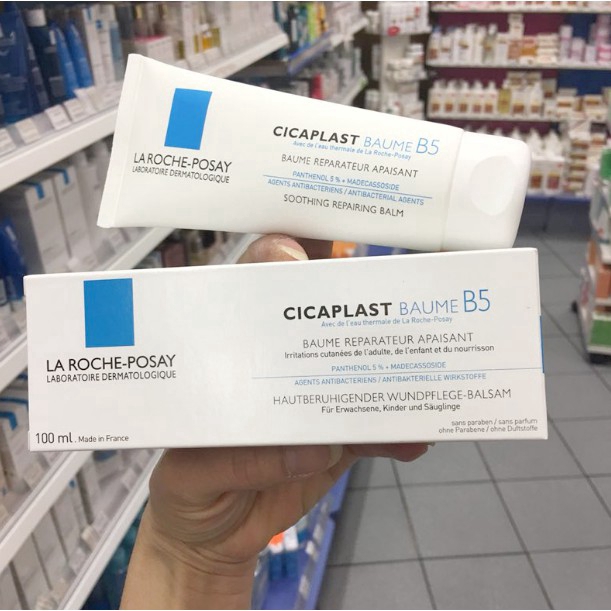 CICAPLAST BAUME B5
Avec de l'eau thermale de La Roche-Posay
BAUME REPARATEUR APAISANT
LA ROCHE-POSAY
LABORATOIRE DERMATOLOGIQUE
PANTHENOL 5 % + MADECASSOSIDE
AGENTS ANTIBACTERIENS / ANTIBACTERIAL AGENTS
SOOTHING REPAIRING BALM
CICAPLAST BAUME B5
Avec de l'eau thermale de La Roche-Posay
BAUME REPARATEUR APAISANT
Irritations cutanées de l'adulte, de l'enfant et du nourrisson
LA ROCHE-POSAY
LABORATOIRE DERMATOLOGIQUE
PANTHENOL 5 % + MADECASSOSIDE
AGENTS ANTIBACTERIENS / ANTIBAKTERIELLE WIRKSTOFFE
HAUTBERUHIGENDER WUNDPFLEGE-BALSAM
Für Erwachsene, Kinder und Säuglinge
sans paraben / sans parfum
ohne Parabene / ohne Duftstoffe
100 ml . Made in France